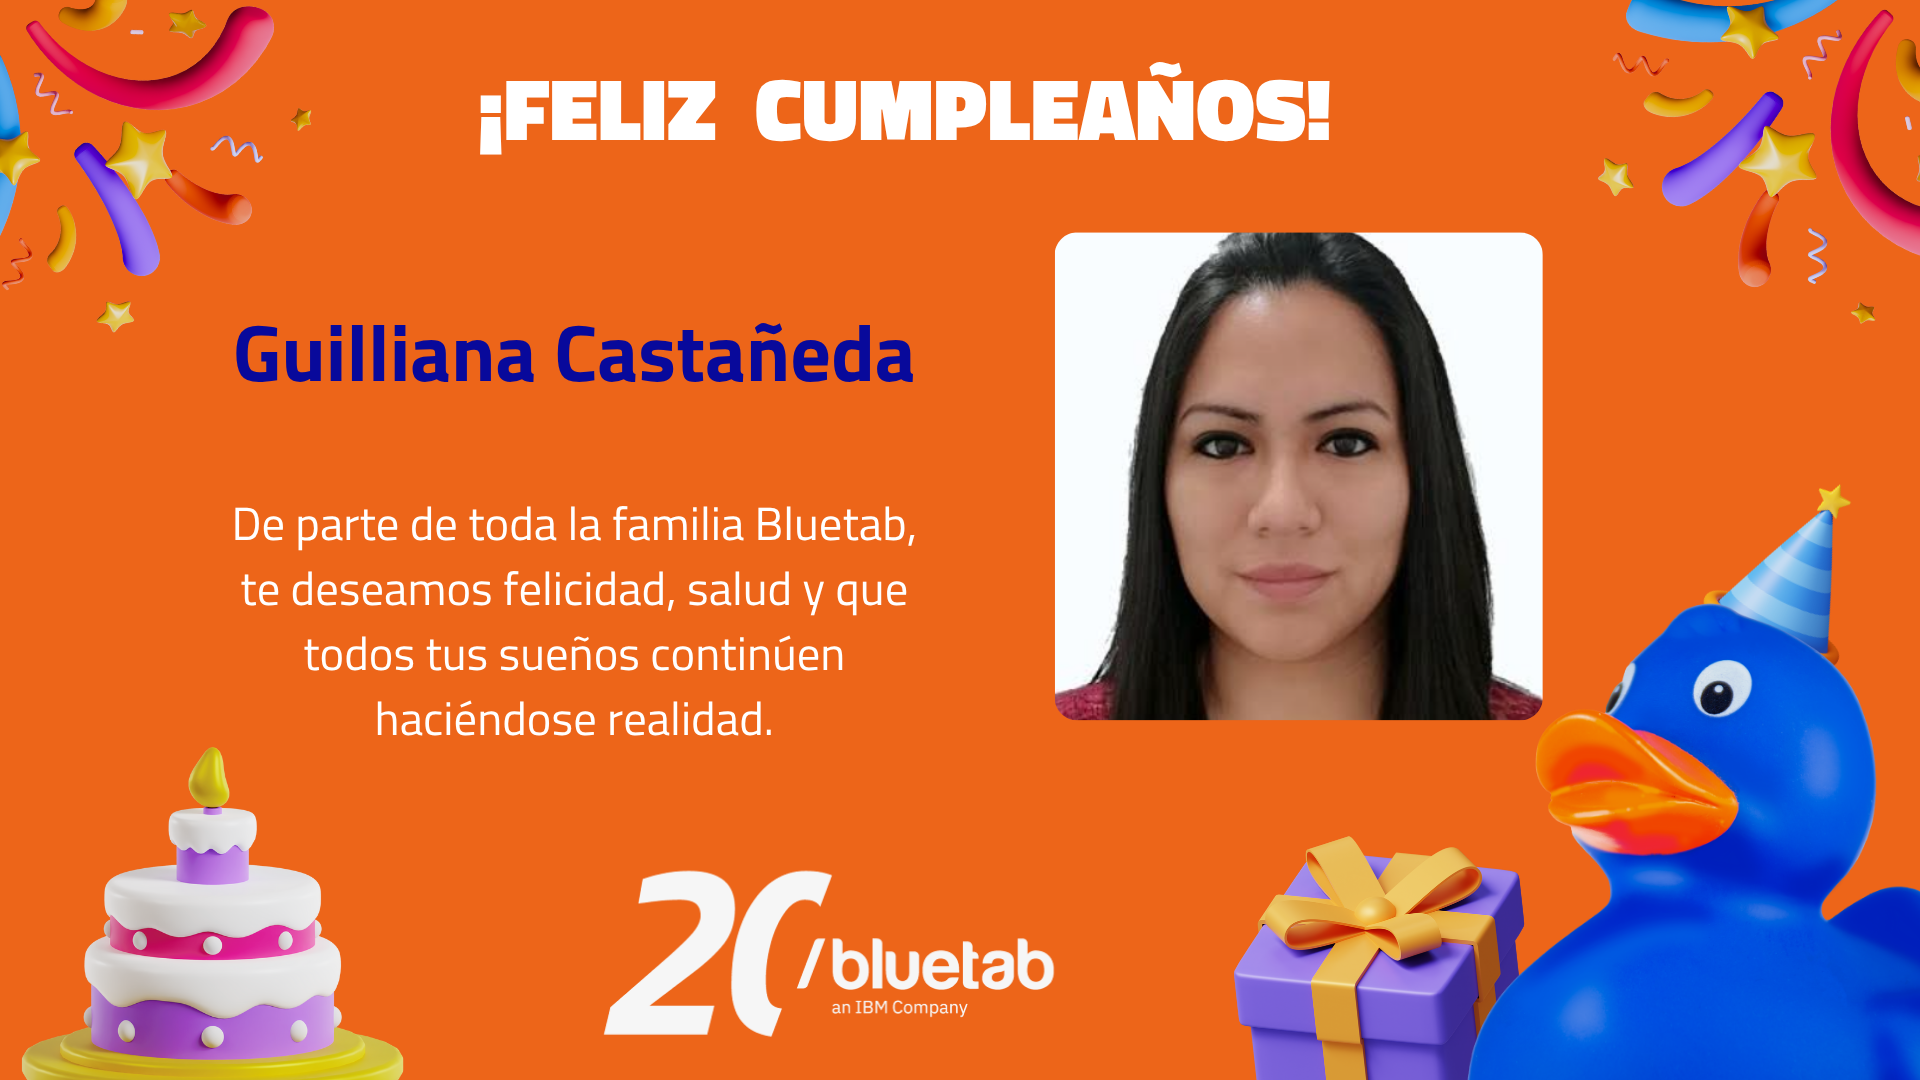 ¡FELIZ CUMPLEAÑOS!
Guilliana Castañeda
De parte de toda la familia Bluetab,
te deseamos felicidad, salud y que
todos tus sueños continúen
haciéndose realidad.
20/bluetab
an IBM Company